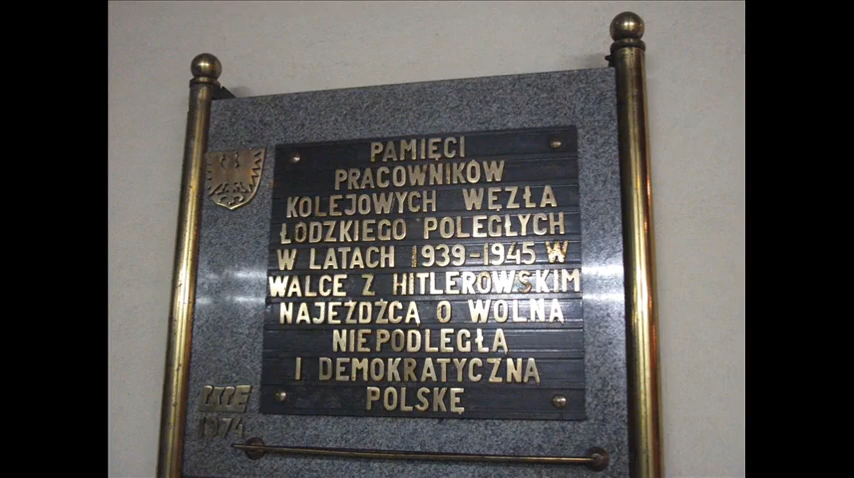 PAMIĘCI
PRACOWNIKÓW
KOLEJOWYCH WĘZŁA
ŁÓDZKIEGO POLEGŁYCH
W LATACH 1939-1945 W
WALCE Z HITLEROWSKIM
NAJEŹDŹCĄ O WOLNĄ
NIEPODLEGŁĄ
I DEMOKRATYCZNĄ
POLSKĘ
1974